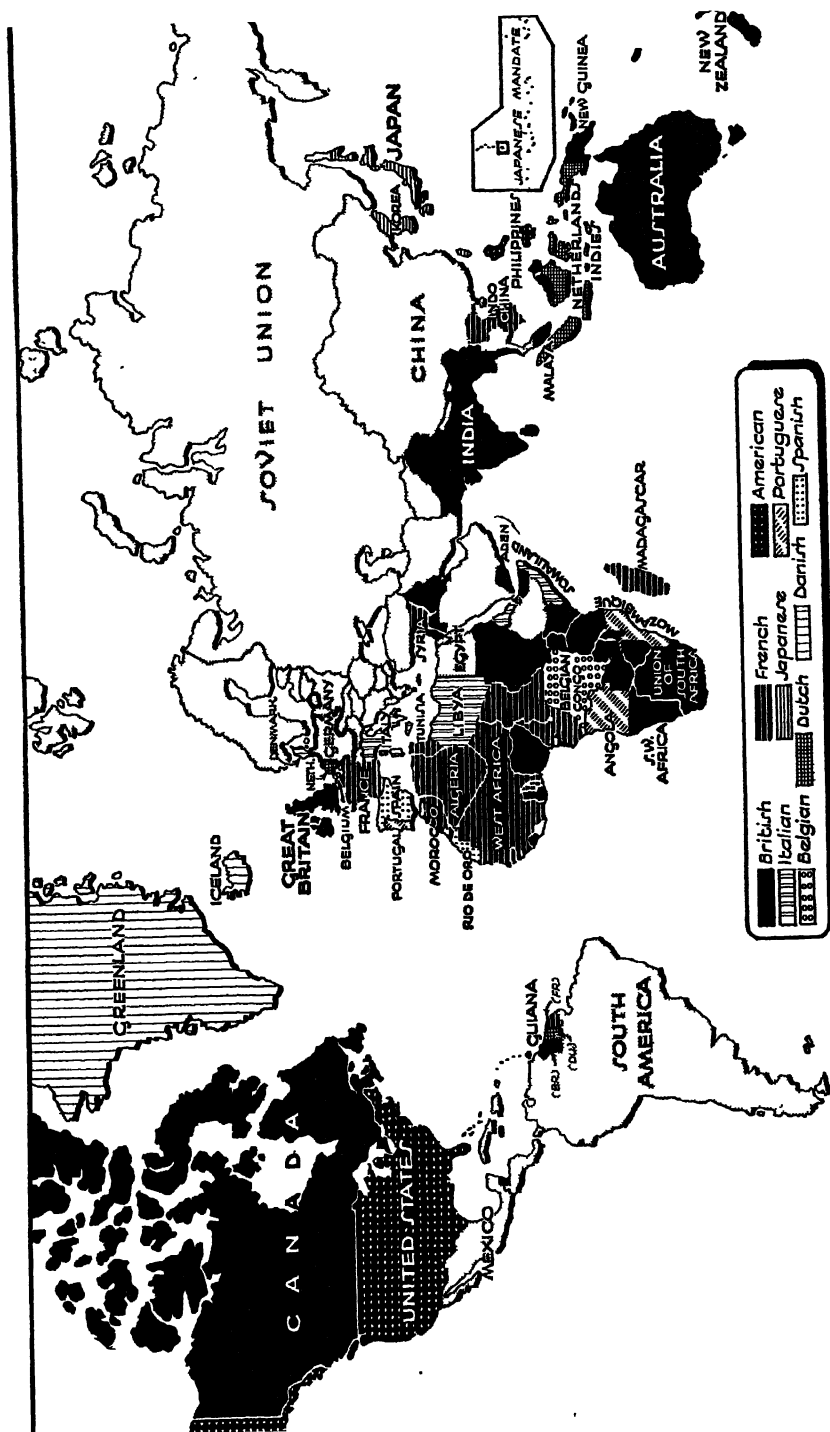 GREENLAND
ICELAND
CANADA
UNITED STATES
MEXICO
GUIANA
(BR.)
(DU.)
(FR.)
SOUTH
AMERICA
GREAT
BRITAIN
DENMARK
NETH.
GERMANY
BELGIUM
FRANCE
ITALY
PORTUGAL
SPAIN
SOVIET UNION
CHINA
JAPAN
KOREA
INDIA
INDO
CHINA
PHILIPPINES
JAPANESE MANDATE
MALAYA
NETHERLANDS
INDIES
NEW GUINEA
AUSTRALIA
NEW
ZEALAND
MOROCCO
ALGERIA
TUNISIA
LIBYA
EGYPT
SYRIA
ADEN
RIO DE ORO
WEST AFRICA
SOMALILAND
BELGIAN
CONGO
ANGOLA
MOZAMBIQUE
MADAGASCAR
S.W.
AFRICA
UNION
OF
SOUTH
AFRICA
British French American
Italian Japanese Portuguese
Belgian Dutch Danish Spanish